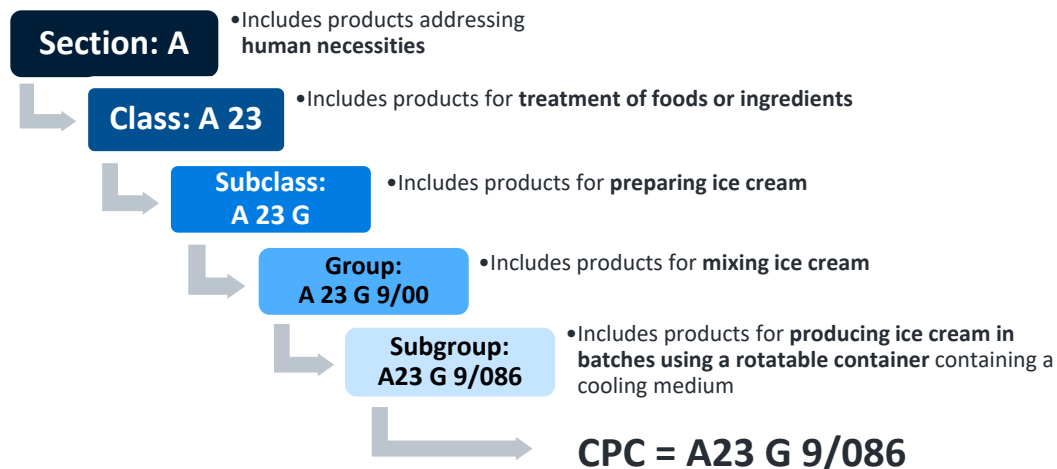 Section: A
•Includes products addressing
human necessities
Class: A 23
•Includes products for treatment of foods or ingredients
Subclass:
A 23 G
•Includes products for preparing ice cream
Group:
A 23 G 9/00
•Includes products for mixing ice cream
Subgroup:
A23 G 9/086
•Includes products for producing ice cream in
batches using a rotatable container containing a
cooling medium
CPC = A23 G 9/086